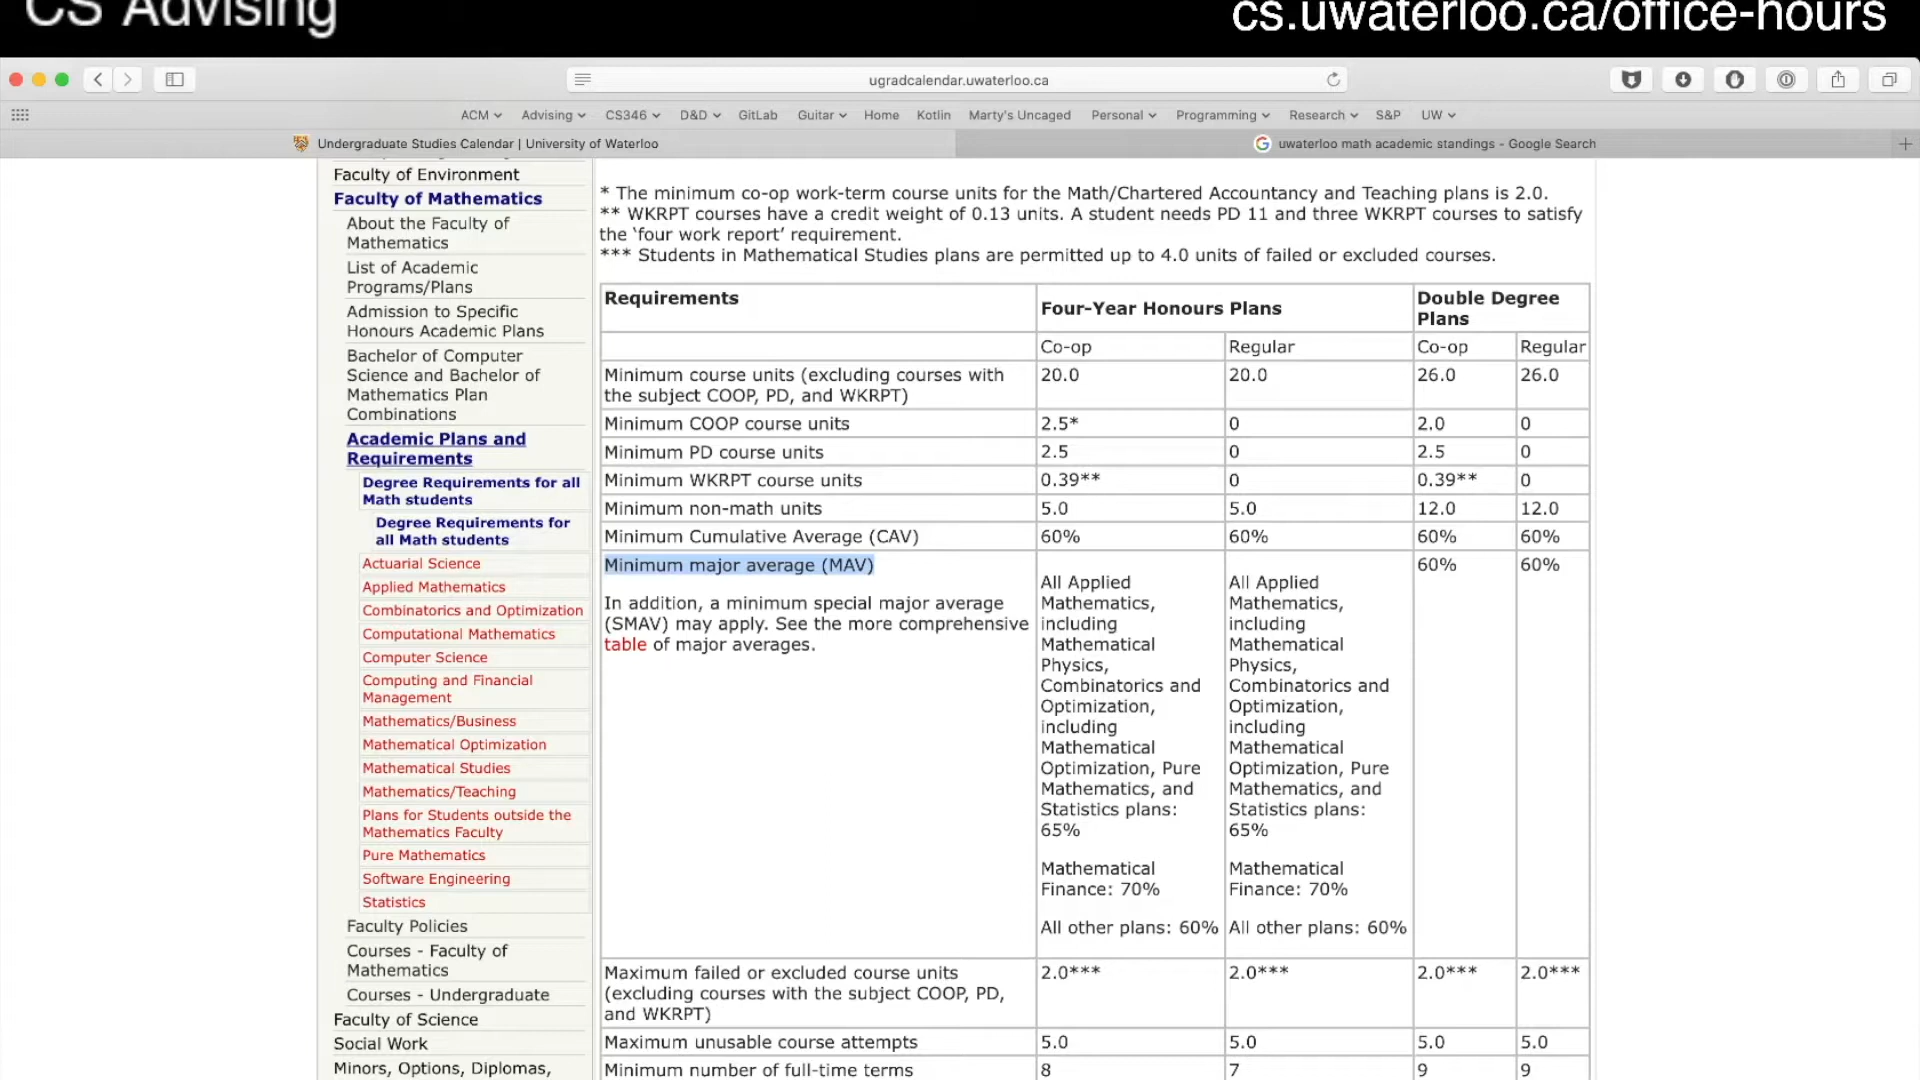 CS Advising
cs.uwaterloo.ca/office-hours
ugradcalendar.uwaterloo.ca
ACM
Advising
CS346
D&D
GitLab
Guitar
Home
Kotlin
Marty's Uncaged
Personal
Programming
Research
S&P
UW
Undergraduate Studies Calendar | University of Waterloo
uwaterloo math academic standings - Google Search
Faculty of Environment
Faculty of Mathematics
About the Faculty of
Mathematics
List of Academic
Programs/Plans
Admission to Specific
Honours Academic Plans
Bachelor of Computer
Science and Bachelor of
Mathematics Plan
Combinations
Academic Plans and
Requirements
Degree Requirements for all
Math students
Degree Requirements for
all Math students
Actuarial Science
Applied Mathematics
Combinatorics and Optimization
Computational Mathematics
Computer Science
Computing and Financial
Management
Mathematics/Business
Mathematical Optimization
Mathematical Studies
Mathematics/Teaching
Plans for Students outside the
Mathematics Faculty
Pure Mathematics
Software Engineering
Statistics
Faculty Policies
Courses - Faculty of
Mathematics
Courses - Undergraduate
Faculty of Science
Social Work
Minors, Options, Diplomas,
* The minimum co-op work-term course units for the Math/Chartered Accountancy and Teaching plans is 2.0.
** WKRPT courses have a credit weight of 0.13 units. A student needs PD 11 and three WKRPT courses to satisfy
the ‘four work report’ requirement.
*** Students in Mathematical Studies plans are permitted up to 4.0 units of failed or excluded courses.
Requirements
Four-Year Honours Plans
Double Degree
Plans
Co-op
Regular
Co-op
Regular
Minimum course units (excluding courses with
the subject COOP, PD, and WKRPT)
20.0
20.0
26.0
26.0
Minimum COOP course units
2.5*
0
2.0
0
Minimum PD course units
2.5
0
2.5
0
Minimum WKRPT course units
0.39**
0
0.39**
0
Minimum non-math units
5.0
5.0
12.0
12.0
Minimum Cumulative Average (CAV)
60%
60%
60%
60%
Minimum major average (MAV)
In addition, a minimum special major average
(SMAV) may apply. See the more comprehensive
table of major averages.
All Applied
Mathematics,
including
Mathematical
Physics,
Combinatorics and
Optimization,
including
Mathematical
Optimization, Pure
Mathematics, and
Statistics plans:
65%
Mathematical
Finance: 70%
All other plans: 60%
All Applied
Mathematics,
including
Mathematical
Physics,
Combinatorics and
Optimization,
including
Mathematical
Optimization, Pure
Mathematics, and
Statistics plans:
65%
Mathematical
Finance: 70%
All other plans: 60%
60%
60%
Maximum failed or excluded course units
(excluding courses with the subject COOP, PD,
and WKRPT)
2.0***
2.0***
2.0***
2.0***
Maximum unusable course attempts
5.0
5.0
5.0
5.0
Minimum number of full-time terms
8
7
9
9